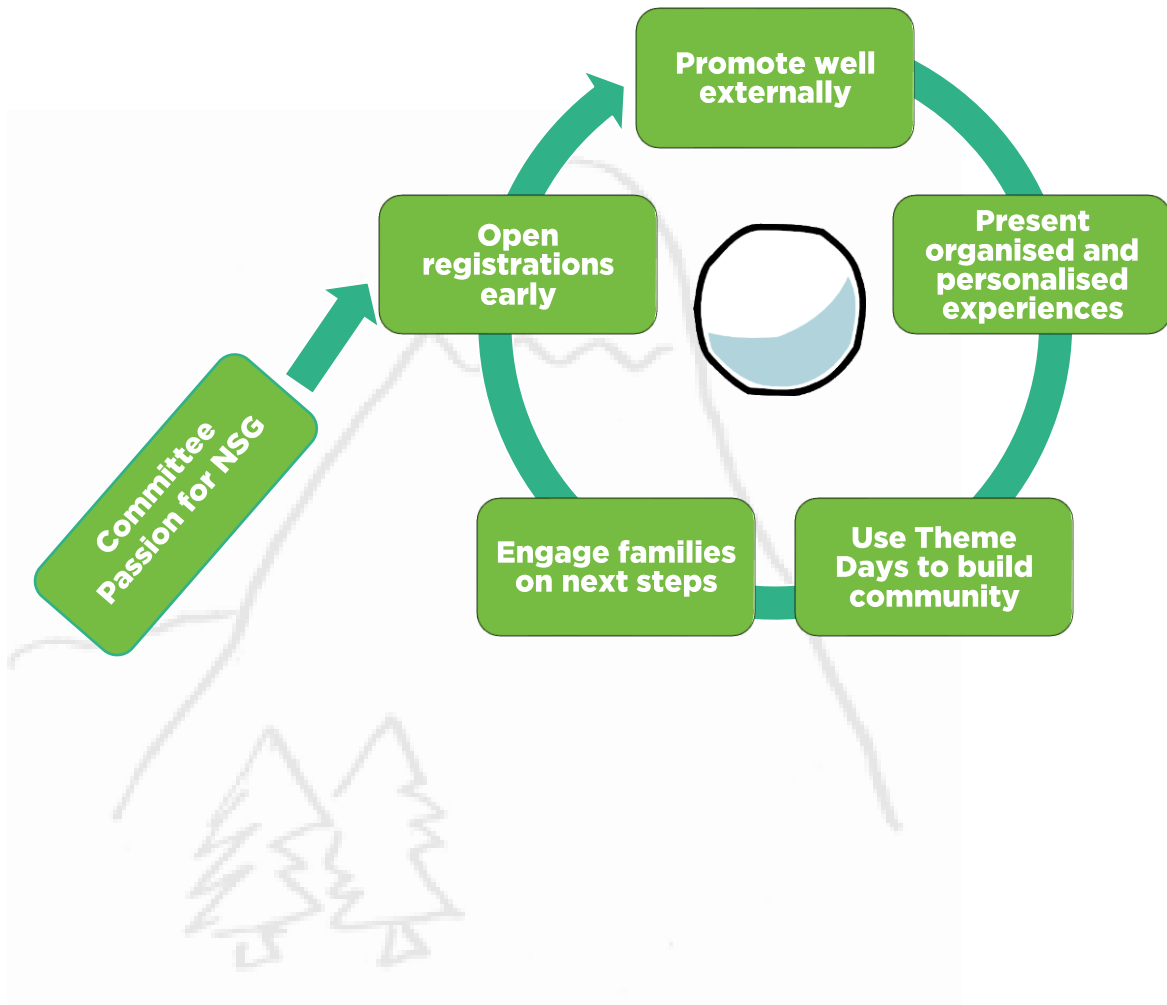 Promote well
externally
Open
registrations
early
Present
organised and
personalised
experiences
Committee
Passion for NSG
Engage families
on next steps
Use Theme
Days to build
community